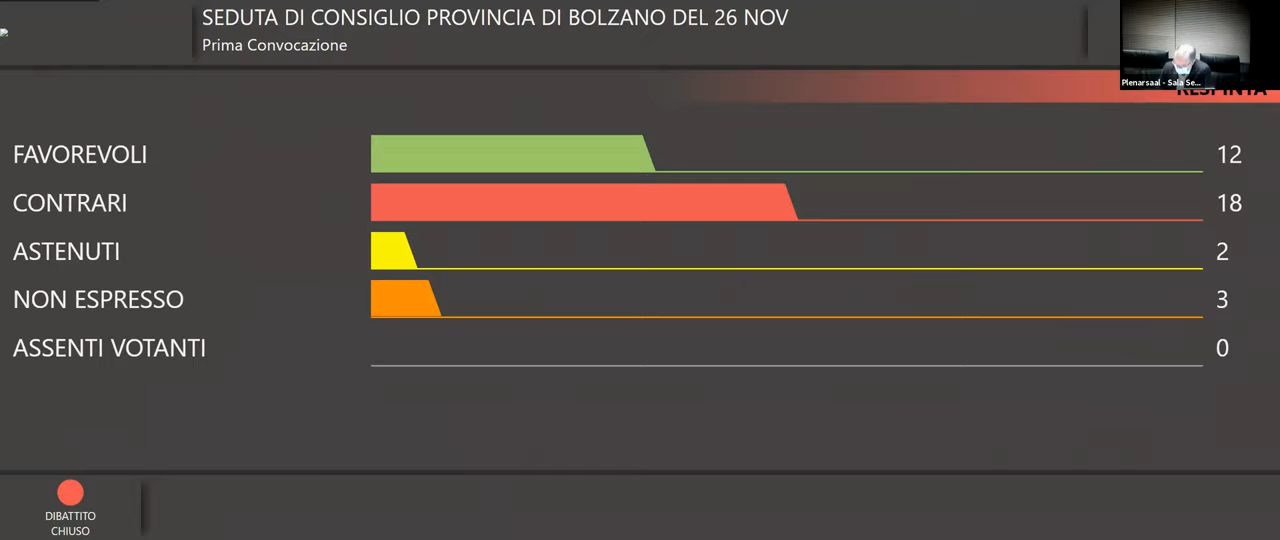 SEDUTA DI CONSIGLIO PROVINCIA DI BOLZANO DEL 26 NOV
Prima Convocazione
Plenarsaal - Sala Se...
RESPINTA
FAVOREVOLI 12
CONTRARI 18
ASTENUTI 2
NON ESPRESSO 3
ASSENTI VOTANTI 0
DIBATTITO
CHIUSO